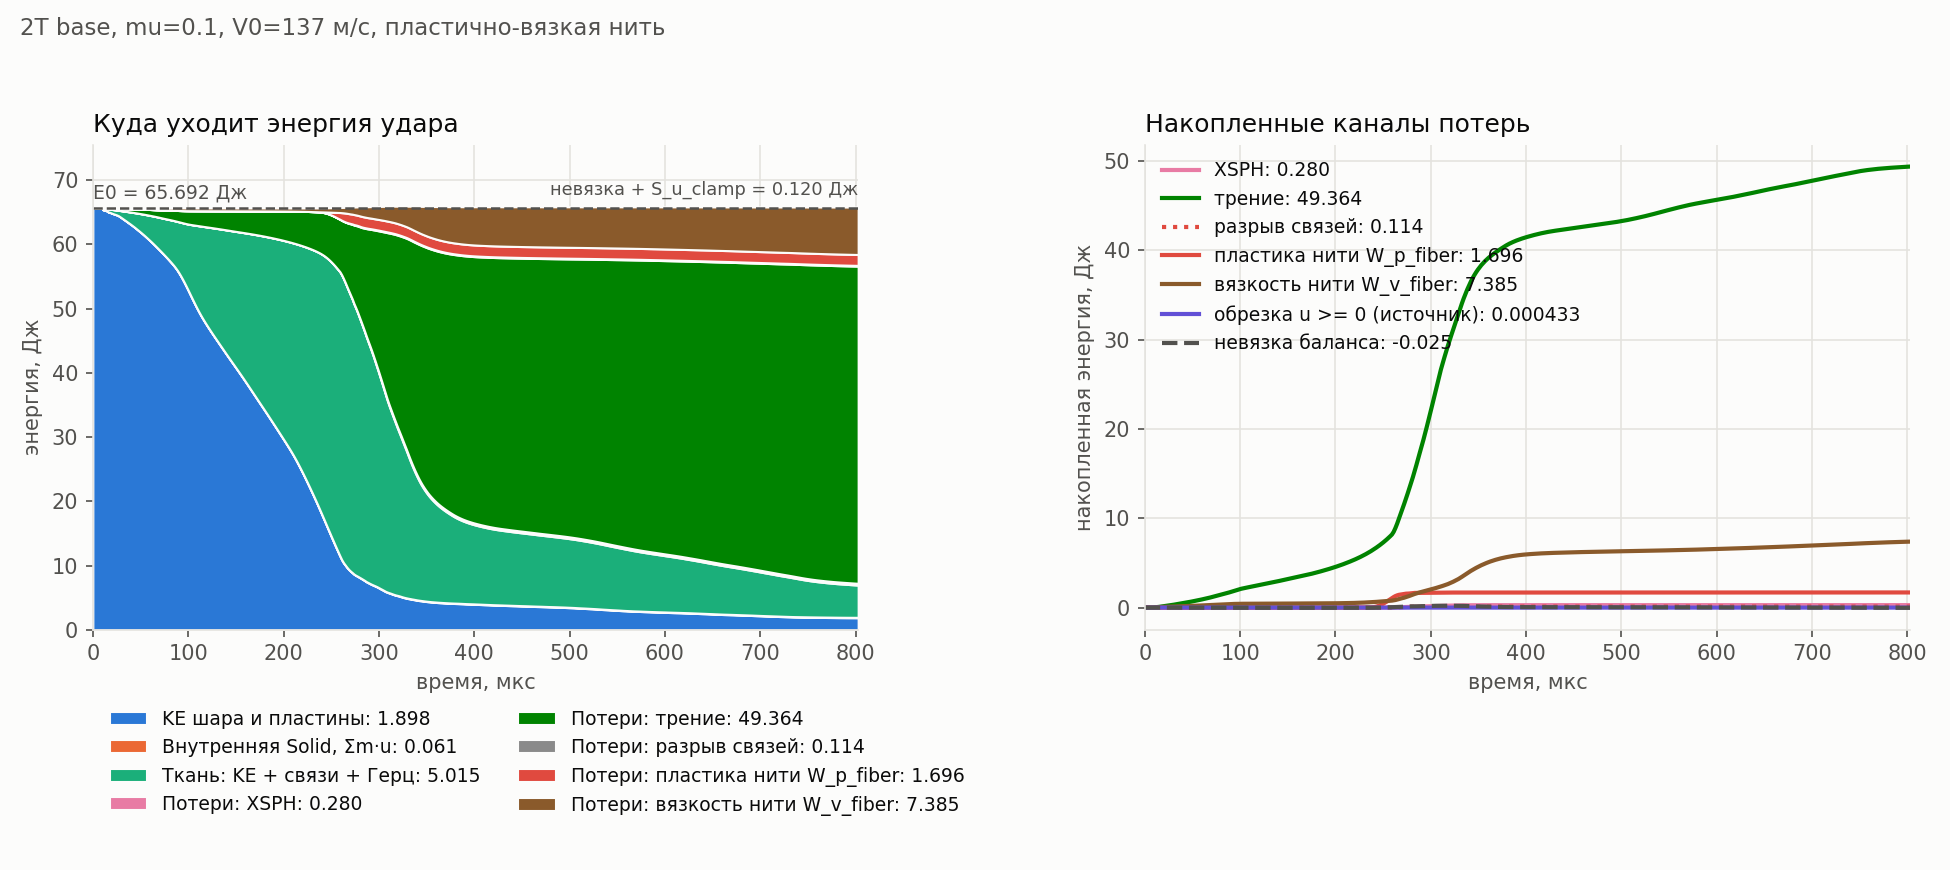 2T base, mu=0.1, V0=137 м/с, пластично-вязкая нить
Куда уходит энергия удара
E0 = 65.692 Дж
невязка + S_u_clamp = 0.120 Дж
энергия, Дж
70
60
50
40
30
20
10
0
0 100 200 300 400 500 600 700 800
время, мкс
KE шара и пластины: 1.898
Внутренняя Solid, Σm·u: 0.061
Ткань: KE + связи + Герц: 5.015
Потери: XSPH: 0.280
Потери: трение: 49.364
Потери: разрыв связей: 0.114
Потери: пластика нити W_p_fiber: 1.696
Потери: вязкость нити W_v_fiber: 7.385
Накопленные каналы потерь
XSPH: 0.280
трение: 49.364
разрыв связей: 0.114
пластика нити W_p_fiber: 1.696
вязкость нити W_v_fiber: 7.385
обрезка u >= 0 (источник): 0.000433
невязка баланса: -0.025
накопленная энергия, Дж
50
40
30
20
10
0
0 100 200 300 400 500 600 700 800
время, мкс